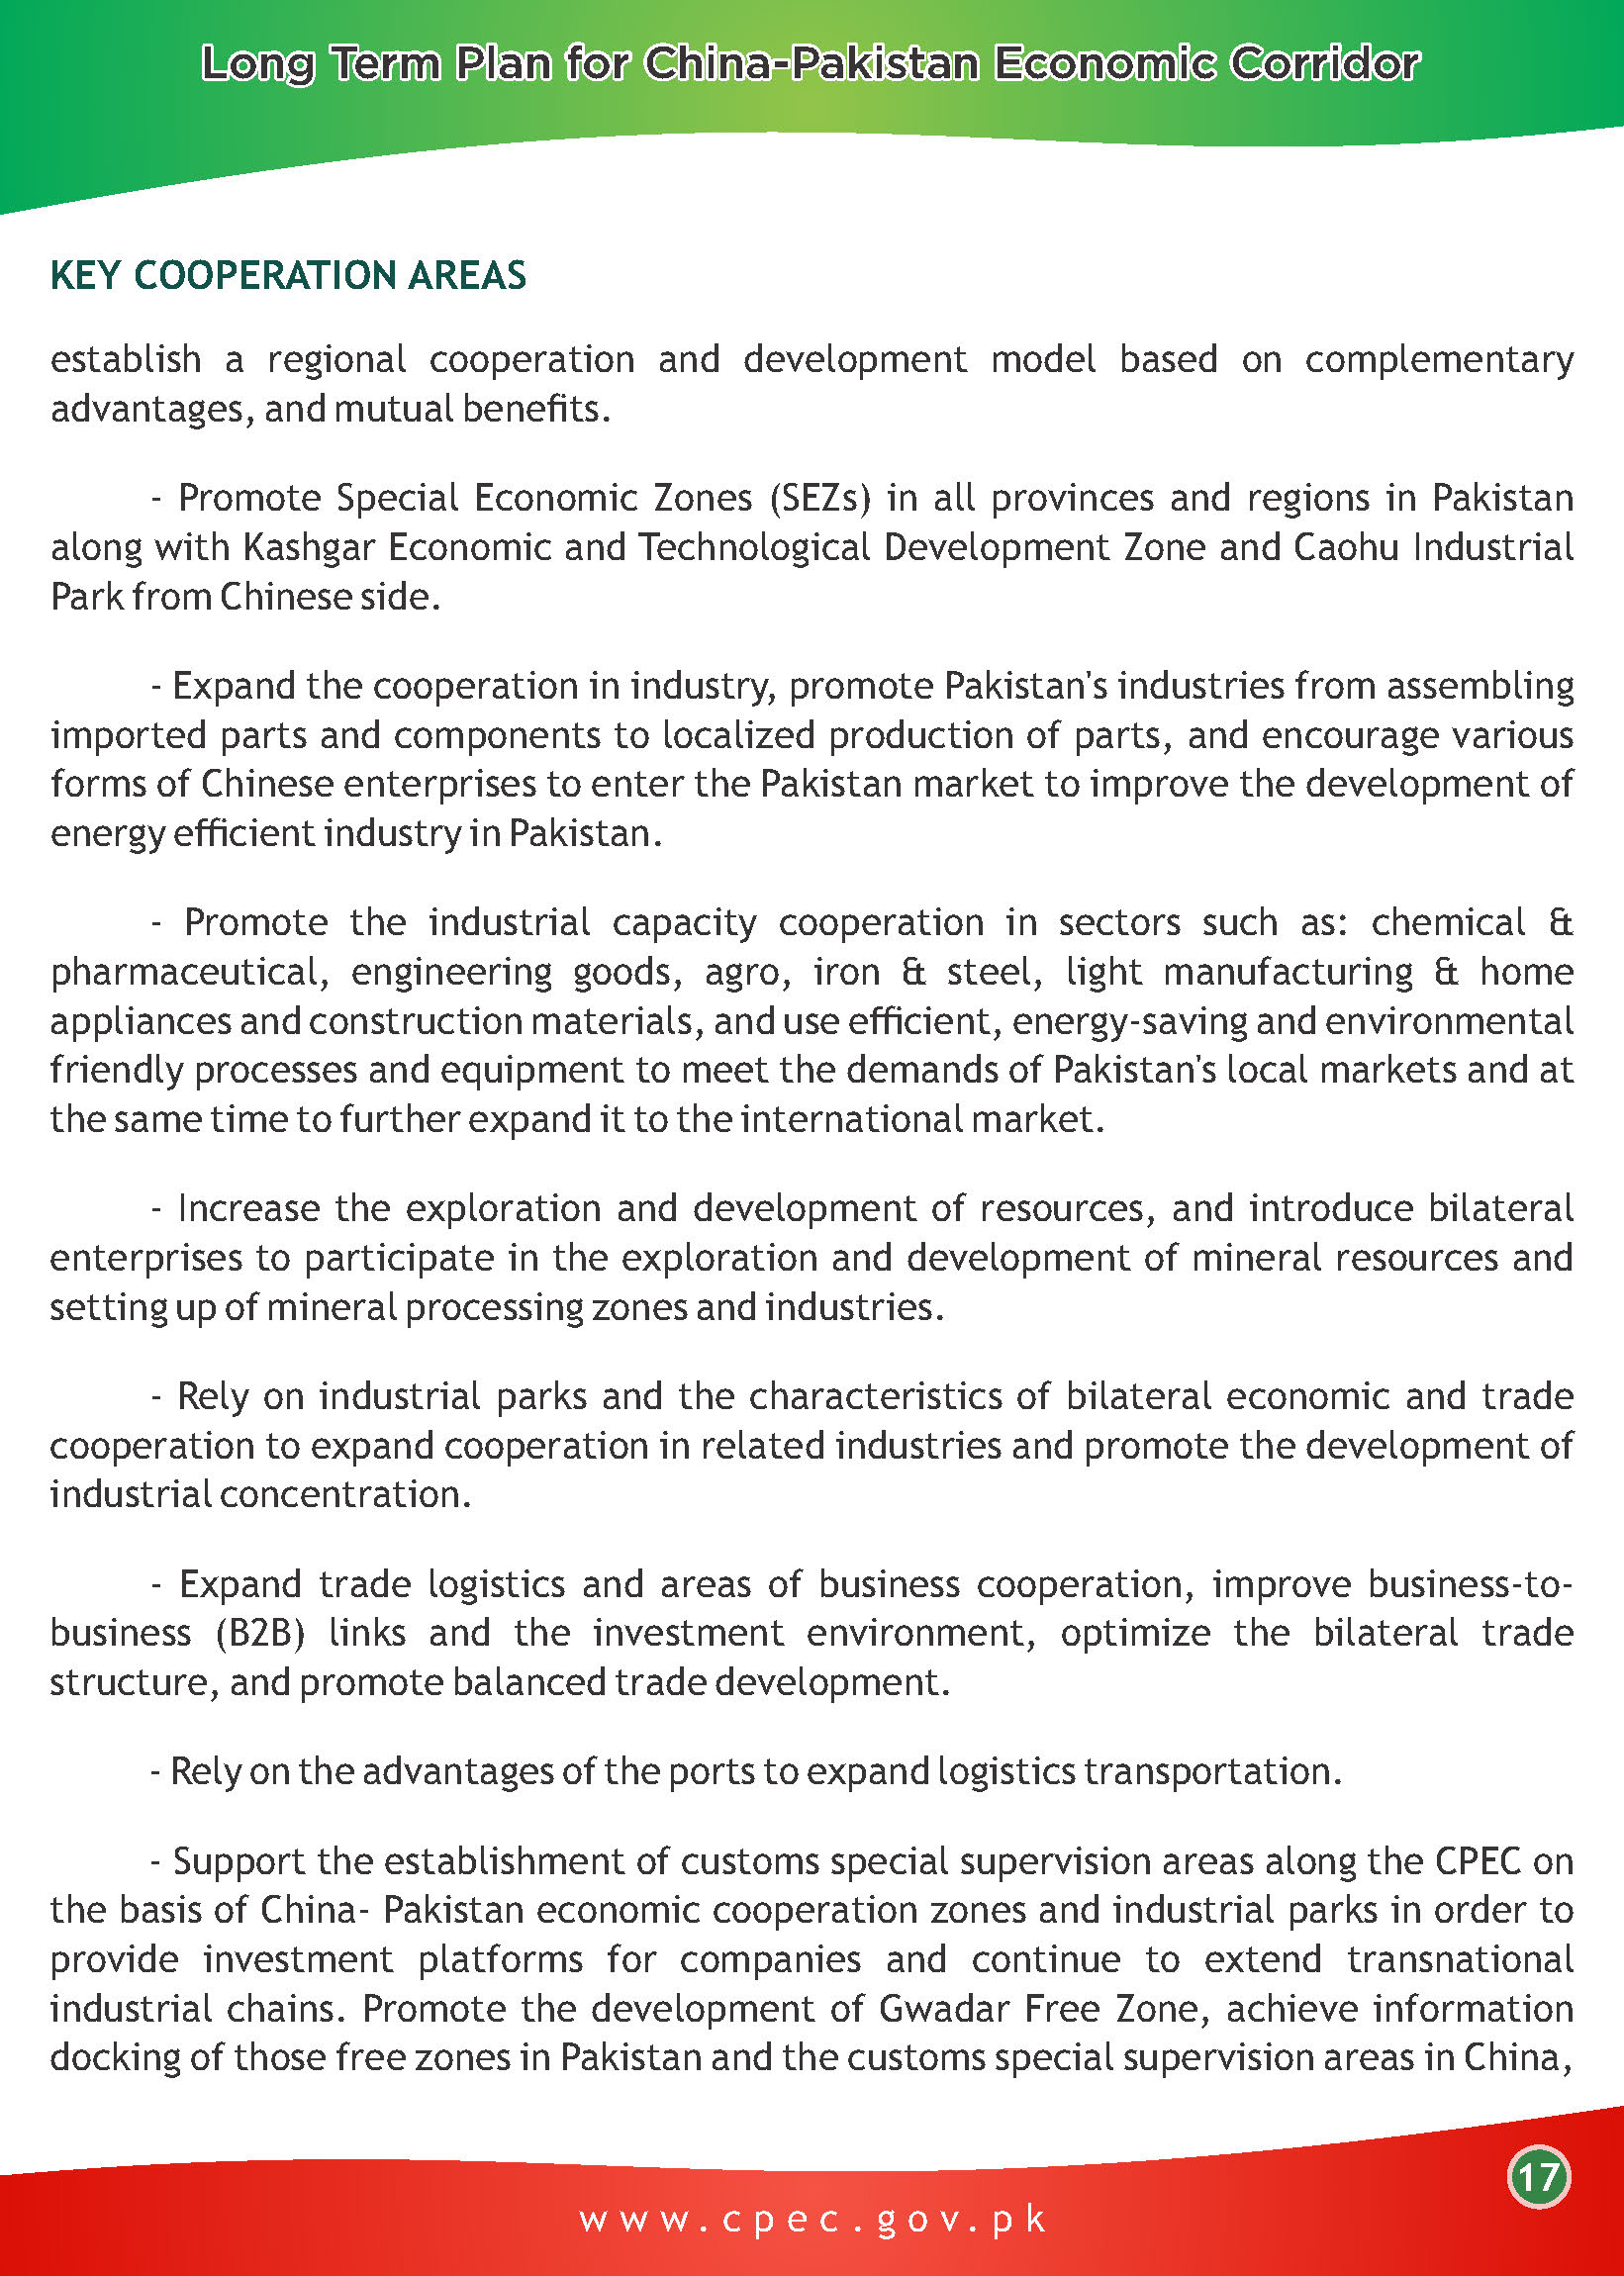 Long Term Plan for China-Pakistan Economic Corridor
KEY COOPERATION AREAS
establish a regional cooperation and development model based on complementary
advantages, and mutual benefits.
- Promote Special Economic Zones (SEZs) in all provinces and regions in Pakistan
along with Kashgar Economic and Technological Development Zone and Caohu Industrial
Park from Chinese side.
- Expand the cooperation in industry, promote Pakistan's industries from assembling
imported parts and components to localized production of parts, and encourage various
forms of Chinese enterprises to enter the Pakistan market to improve the development of
energy efficient industry in Pakistan.
- Promote the industrial capacity cooperation in sectors such as: chemical &
pharmaceutical, engineering goods, agro, iron & steel, light manufacturing & home
appliances and construction materials, and use efficient, energy-saving and environmental
friendly processes and equipment to meet the demands of Pakistan's local markets and at
the same time to further expand it to the international market.
- Increase the exploration and development of resources, and introduce bilateral
enterprises to participate in the exploration and development of mineral resources and
setting up of mineral processing zones and industries.
- Rely on industrial parks and the characteristics of bilateral economic and trade
cooperation to expand cooperation in related industries and promote the development of
industrial concentration.
- Expand trade logistics and areas of business cooperation, improve business-to-
business (B2B) links and the investment environment, optimize the bilateral trade
structure, and promote balanced trade development.
- Rely on the advantages of the ports to expand logistics transportation.
- Support the establishment of customs special supervision areas along the CPEC on
the basis of China- Pakistan economic cooperation zones and industrial parks in order to
provide investment platforms for companies and continue to extend transnational
industrial chains. Promote the development of Gwadar Free Zone, achieve information
docking of those free zones in Pakistan and the customs special supervision areas in China,
17
www.cpec.gov.pk